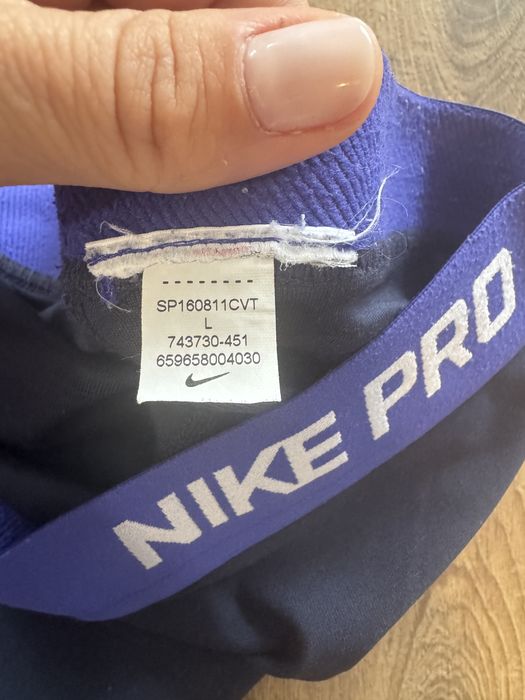 SP160811CVT
L
743730-451
659658004030
NIKE PRO